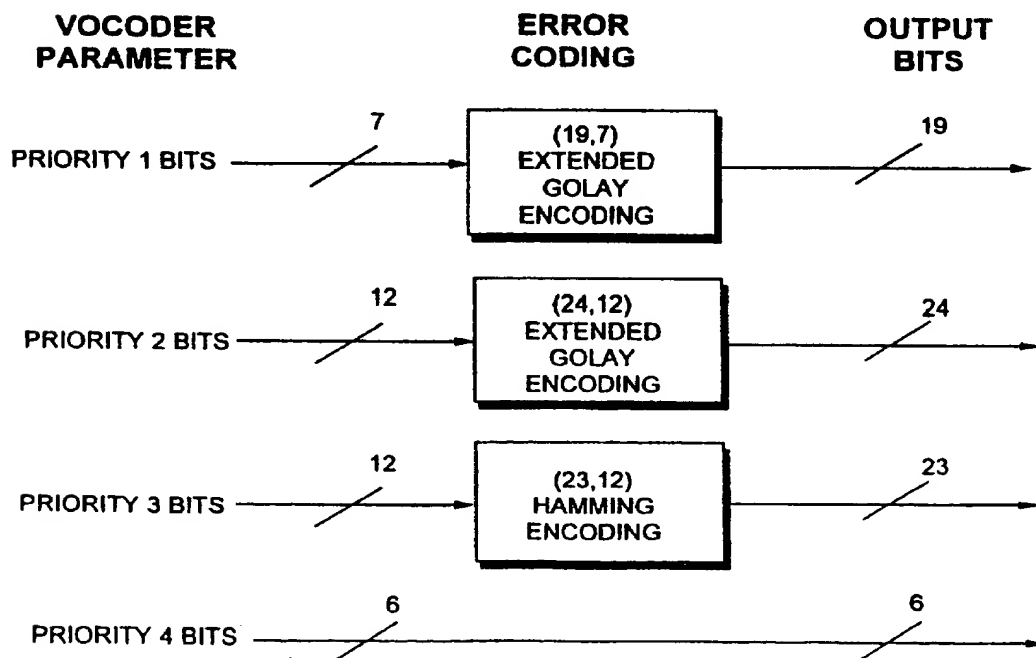 VOCODER
PARAMETER
ERROR
CODING
OUTPUT
BITS
PRIORITY 1 BITS
7
(19,7)
EXTENDED
GOLAY
ENCODING
19
PRIORITY 2 BITS
12
(24,12)
EXTENDED
GOLAY
ENCODING
24
PRIORITY 3 BITS
12
(23,12)
HAMMING
ENCODING
23
PRIORITY 4 BITS
6
6